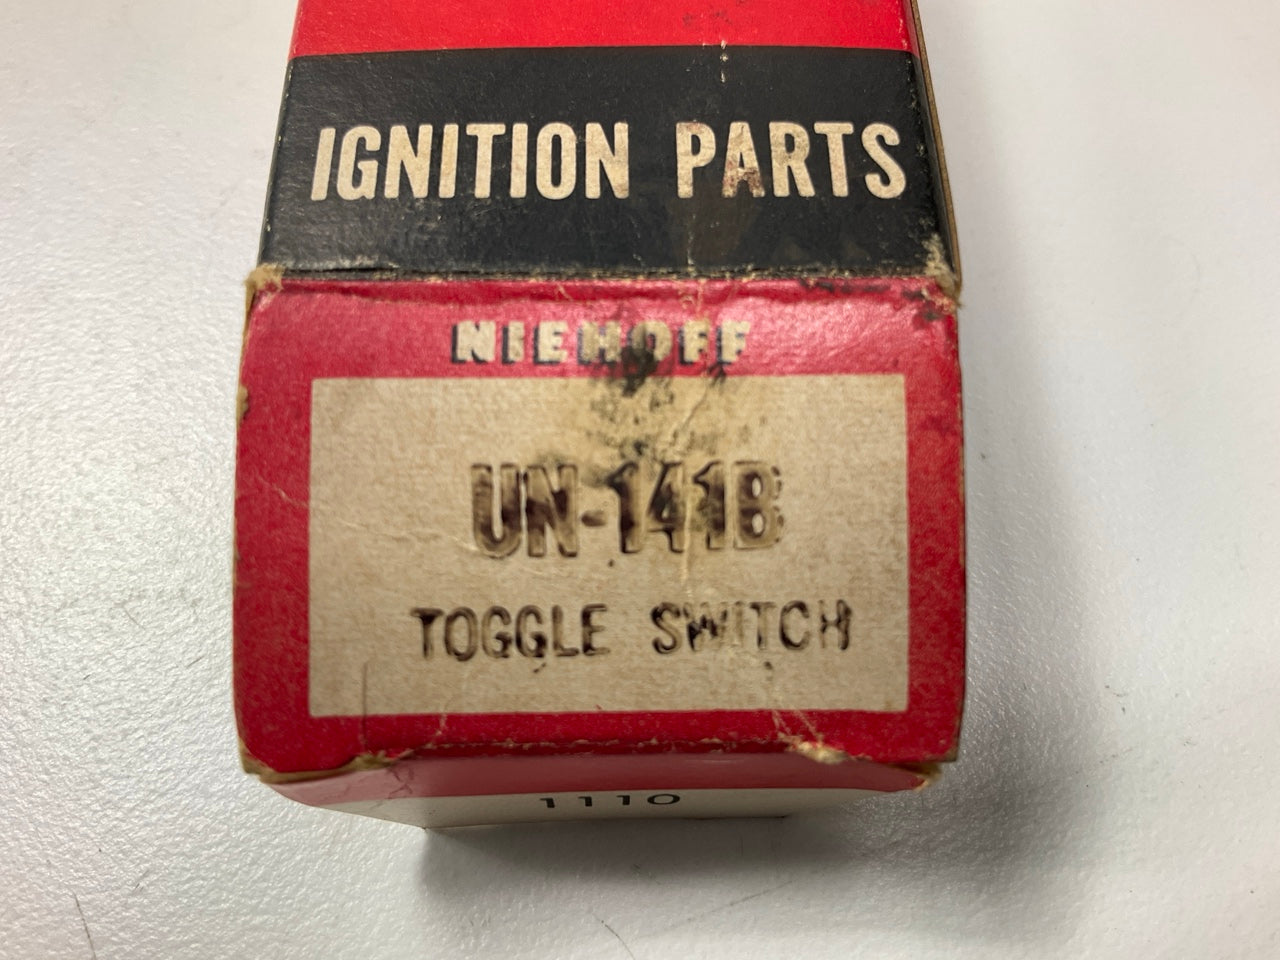 IGNITION PARTS
NIEHOFF
UN-141B
TOGGLE SWITCH
1110